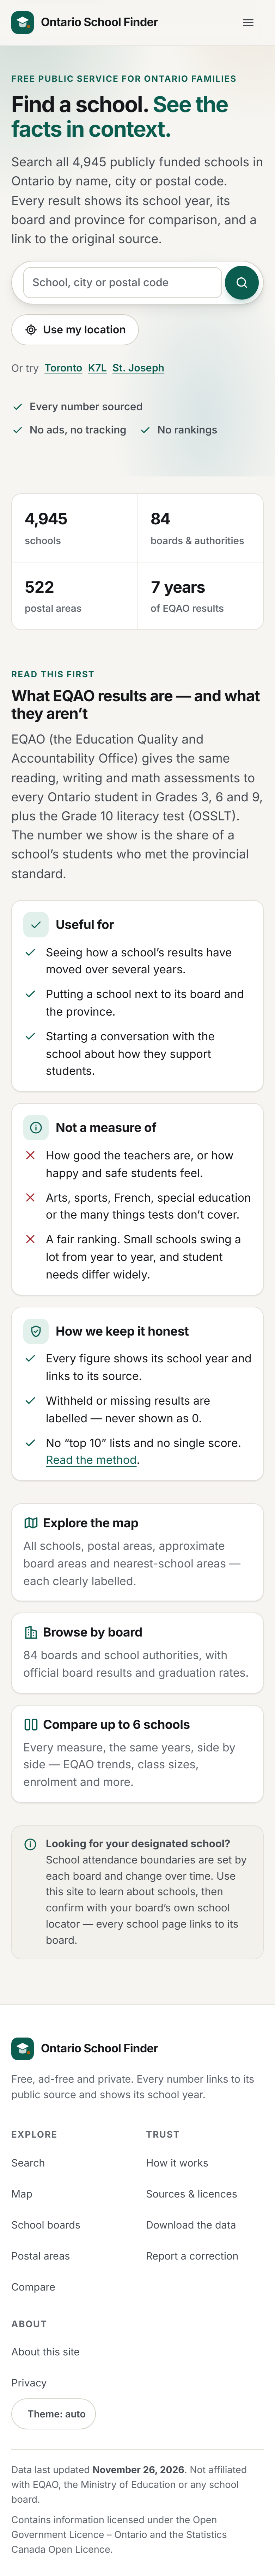 Ontario School Finder
FREE PUBLIC SERVICE FOR ONTARIO FAMILIES
Find a school. See the
facts in context.
Search all 4,945 publicly funded schools in
Ontario by name, city or postal code.
Every result shows its school year, its
board and province for comparison, and a
link to the original source.
School, city or postal code
Use my location
Or try Toronto K7L St. Joseph
Every number sourced
No ads, no tracking No rankings
4,945 84
schools boards & authorities
522 7 years
postal areas of EQAO results
READ THIS FIRST
What EQAO results are — and what
they aren’t
EQAO (the Education Quality and
Accountability Office) gives the same
reading, writing and math assessments to
every Ontario student in Grades 3, 6 and 9,
plus the Grade 10 literacy test (OSSLT).
The number we show is the share of a
school’s students who met the provincial
standard.
Useful for
Seeing how a school’s results have
moved over several years.
Putting a school next to its board and
the province.
Starting a conversation with the
school about how they support
students.
Not a measure of
How good the teachers are, or how
happy and safe students feel.
Arts, sports, French, special education
or the many things tests don’t cover.
A fair ranking. Small schools swing a
lot from year to year, and student
needs differ widely.
How we keep it honest
Every figure shows its school year and
links to its source.
Withheld or missing results are
labelled — never shown as 0.
No “top 10” lists and no single score.
Read the method.
Explore the map
All schools, postal areas, approximate
board areas and nearest-school areas —
each clearly labelled.
Browse by board
84 boards and school authorities, with
official board results and graduation rates.
Compare up to 6 schools
Every measure, the same years, side by
side — EQAO trends, class sizes,
enrolment and more.
Looking for your designated school?
School attendance boundaries are set by
each board and change over time. Use
this site to learn about schools, then
confirm with your board’s own school
locator — every school page links to its
board.
Ontario School Finder
Free, ad-free and private. Every number links to its
public source and shows its school year.
EXPLORE
Search
Map
School boards
Postal areas
Compare
TRUST
How it works
Sources & licences
Download the data
Report a correction
ABOUT
About this site
Privacy
Theme: auto
Data last updated November 26, 2026. Not affiliated
with EQAO, the Ministry of Education or any school
board.
Contains information licensed under the Open
Government Licence – Ontario and the Statistics
Canada Open Licence.